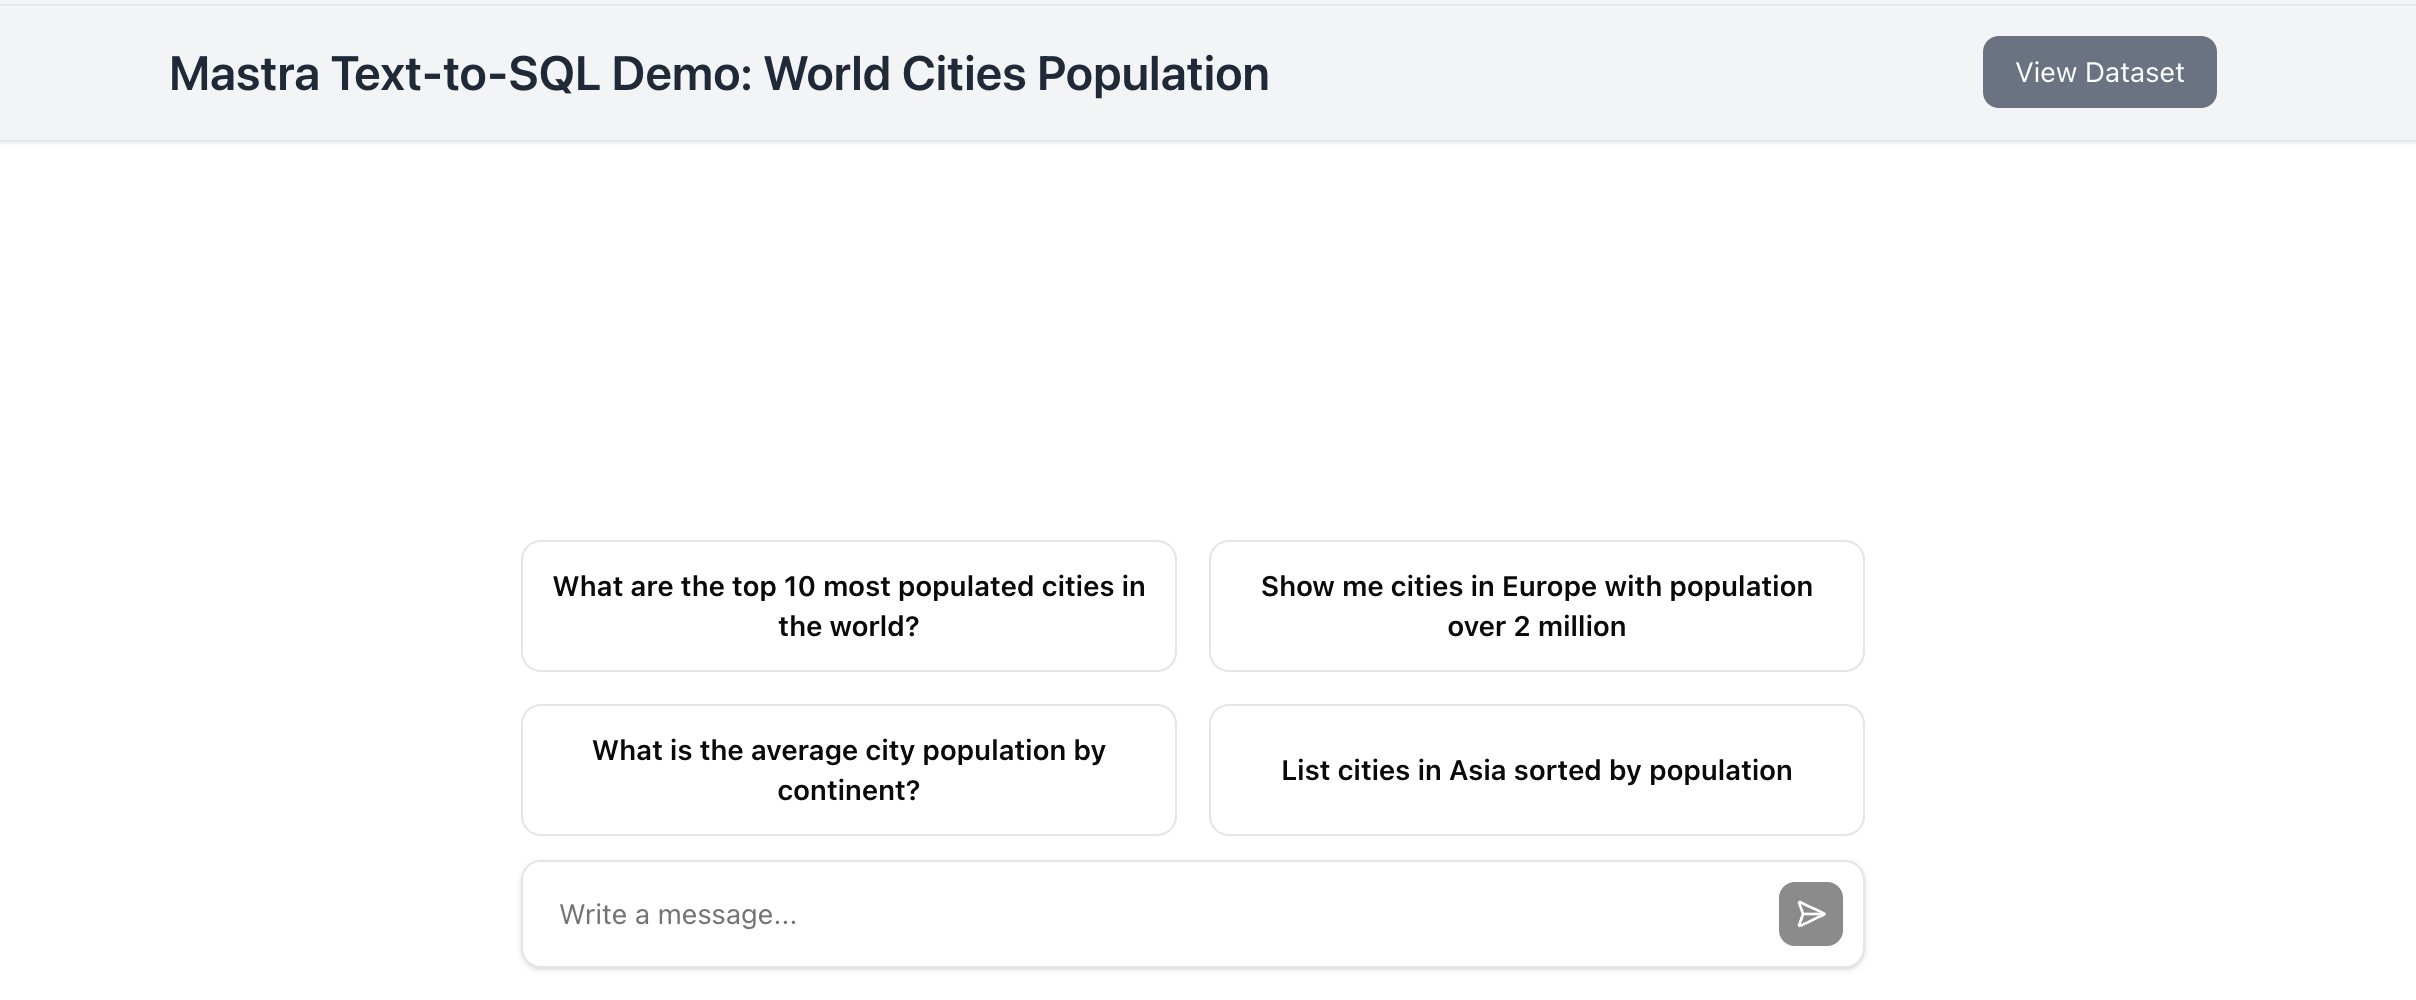 Mastra Text-to-SQL Demo: World Cities Population
View Dataset
What are the top 10 most populated cities in
the world?
Show me cities in Europe with population
over 2 million
What is the average city population by
continent?
List cities in Asia sorted by population
Write a message...